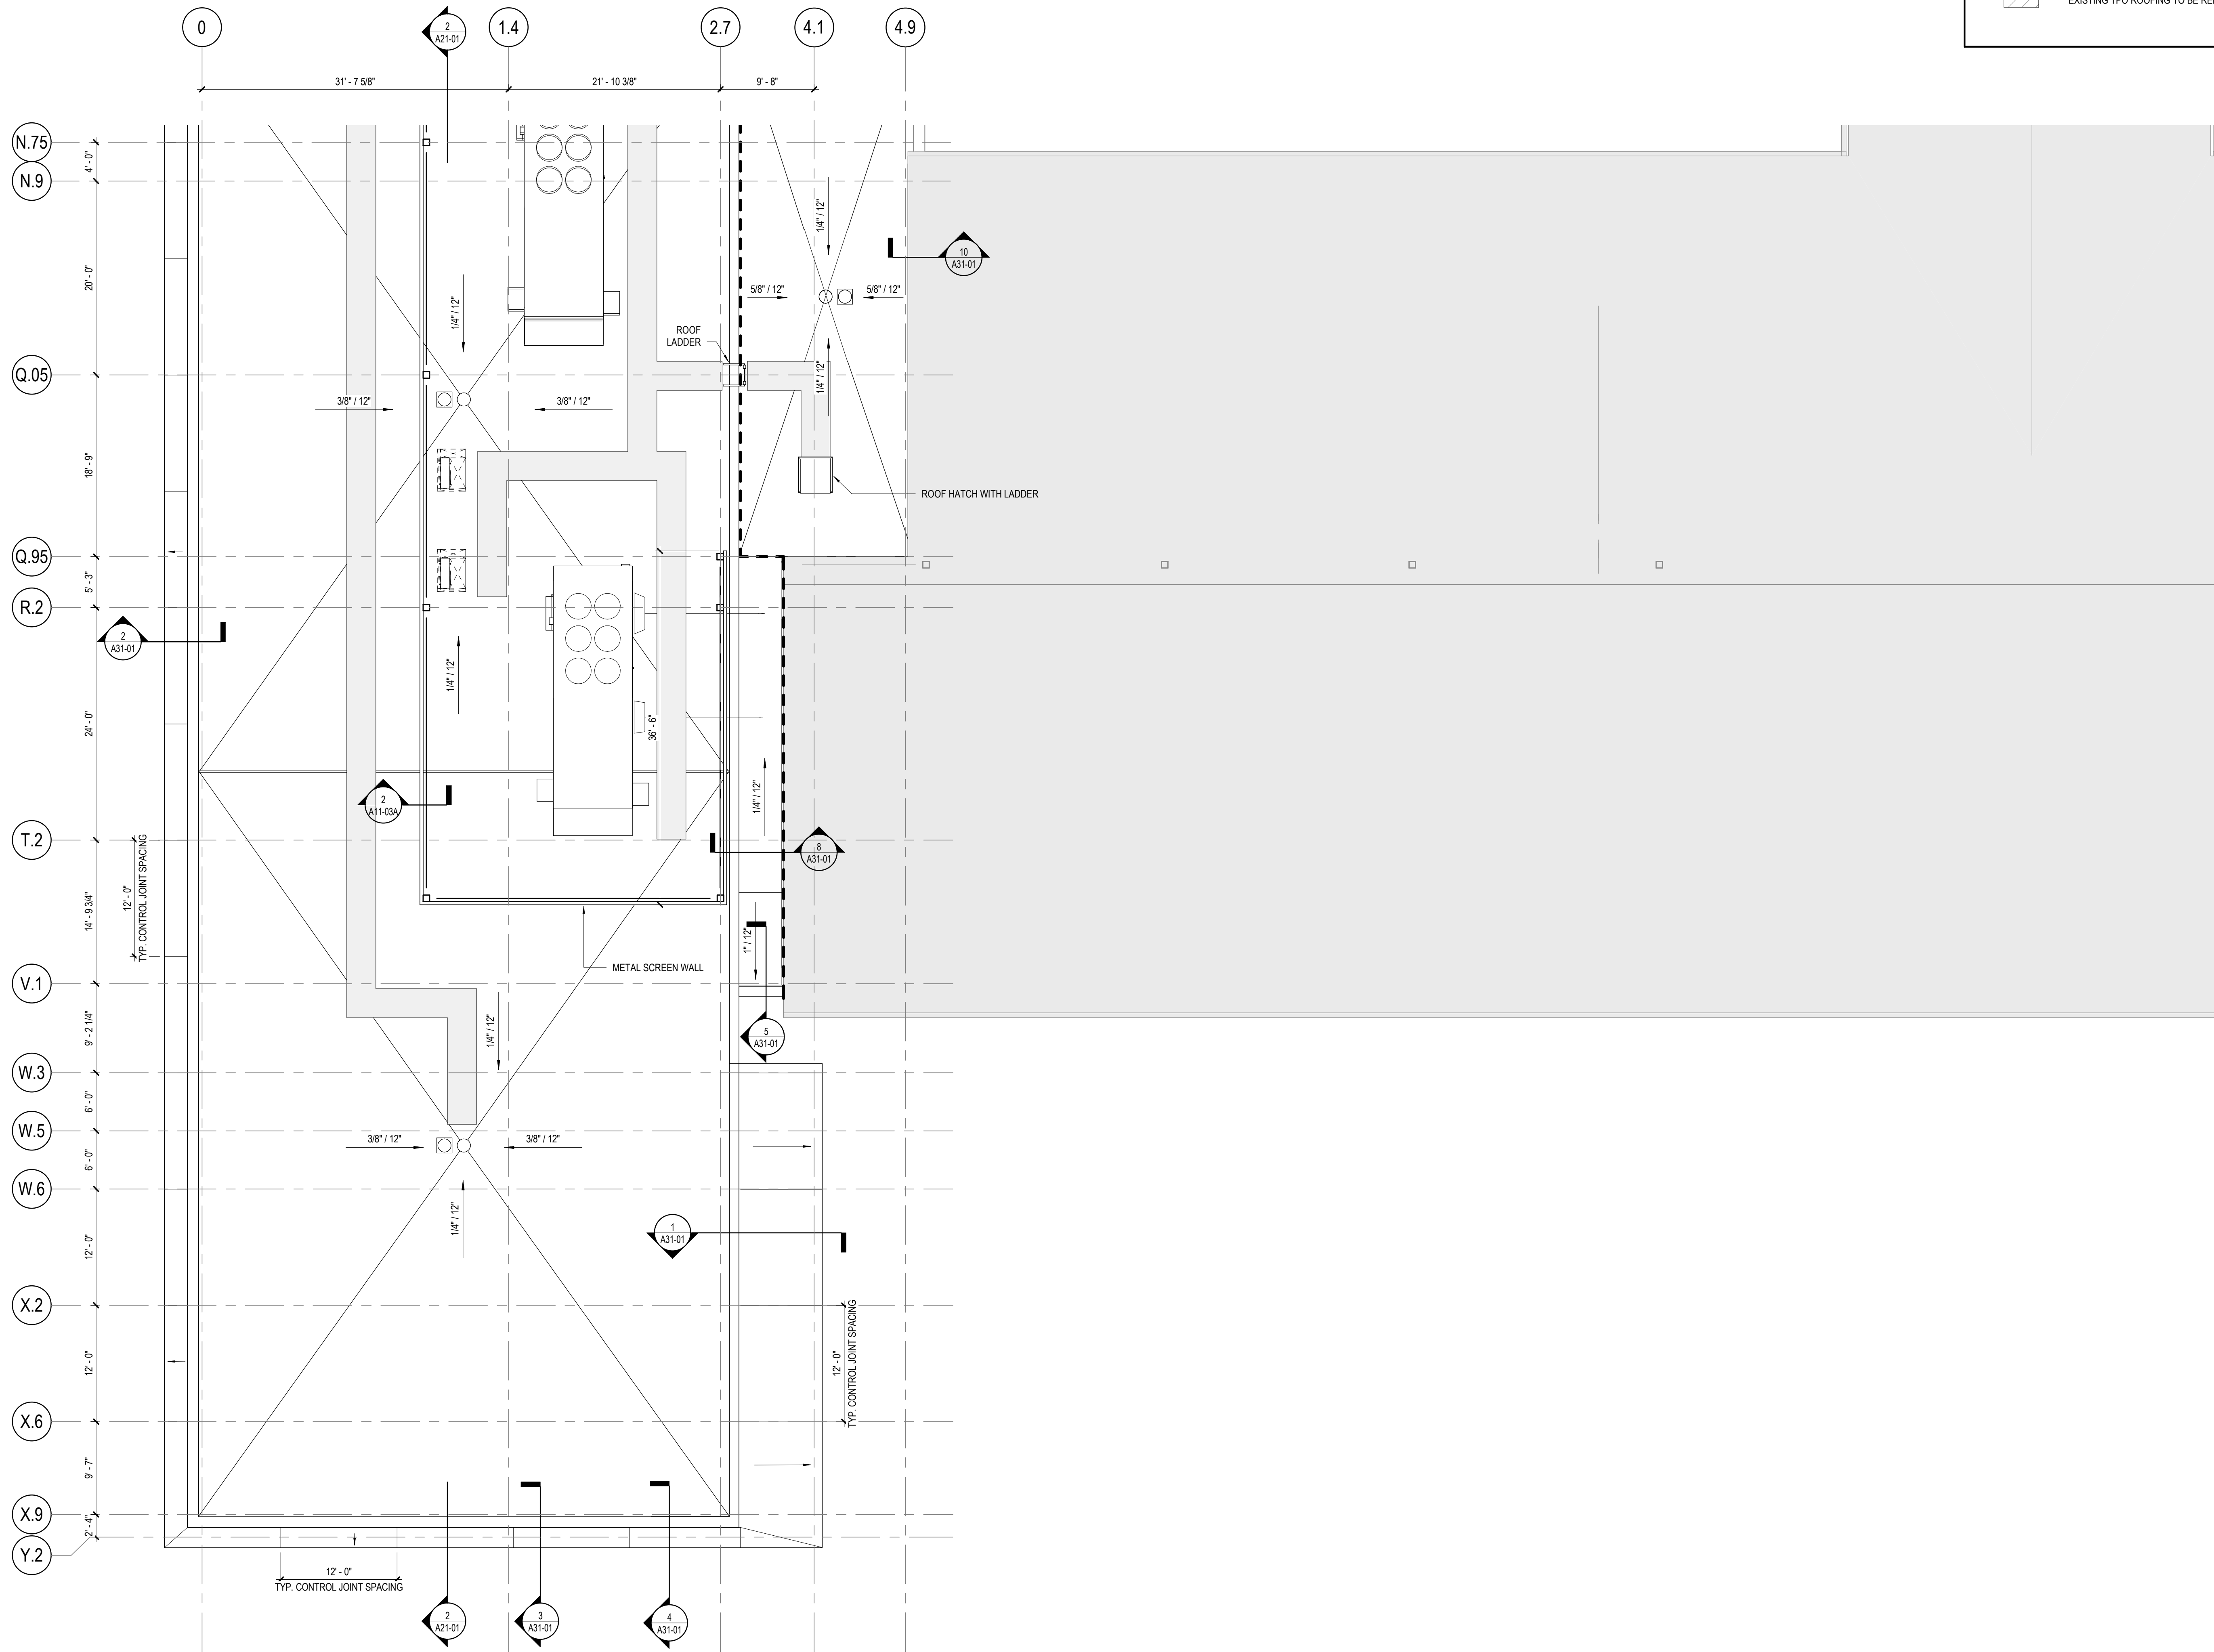 EXISTING TPO ROOFING TO BE
0
2
A21-01
1.4
2.7
4.1
4.9
31' - 7 5/8"
21' - 10 3/8"
9' - 8"
N.75
4' - 0"
N.9
20' - 0"
1/4" / 12"
10
A31-01
5/8" / 12"
5/8" / 12"
1/4" / 12"
ROOF
LADDER
1/4" / 12"
Q.05
3/8" / 12"
3/8" / 12"
18' - 9"
ROOF HATCH WITH LADDER
Q.95
5' - 3"
R.2
2
A31-01
1/4" / 12"
24' - 0"
36' - 6"
1/4" / 12"
2
A11-03A
T.2
8
A31-01
12' - 0"
TYP. CONTROL JOINT SPACING
14' - 9 3/4"
1" / 12"
METAL SCREEN WALL
V.1
9' - 2 1/4"
1/4" / 12"
5
A31-01
W.3
6' - 0"
W.5
3/8" / 12"
3/8" / 12"
6' - 0"
W.6
1/4" / 12"
1
A31-01
12' - 0"
X.2
12' - 0"
12' - 0"
TYP. CONTROL JOINT SPACING
X.6
9' - 7"
X.9
2' - 4"
Y.2
12' - 0"
TYP. CONTROL JOINT SPACING
2
A21-01
3
A31-01
4
A31-01